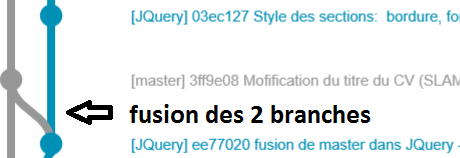 [JQuery] 03ec127 Style des sections: bordure, fo
[master] 3ff9e08 Mofification du titre du CV (SLAM
fusion des 2 branches
[JQuery] ee77020 fusion de master dans JQuery -